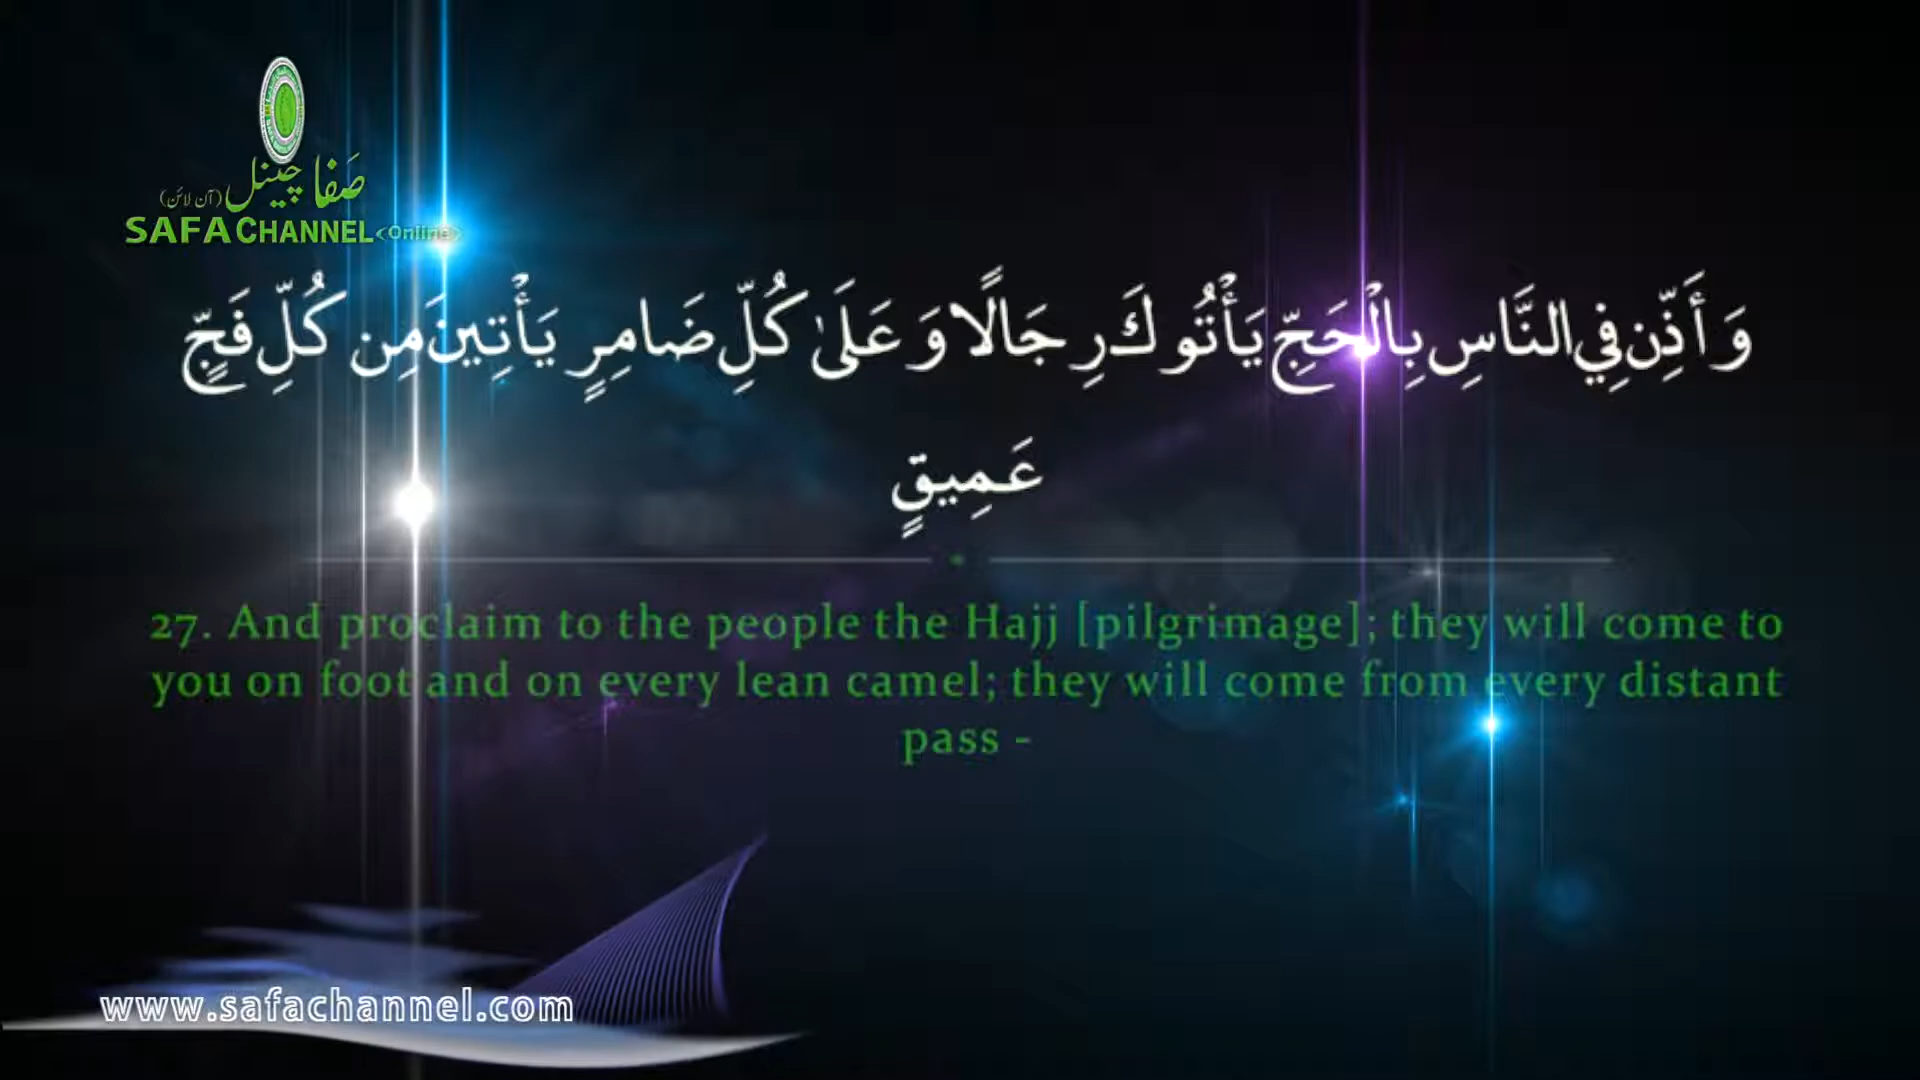 صفا چینل (آن لائن)
SAFA CHANNEL <Online>
وَأَذِّن فِي النَّاسِ بِالْحَجِّ يَأْتُوكَ رِجَالًا وَعَلَىٰ كُلِّ ضَامِرٍ يَأْتِينَ مِن كُلِّ فَجٍّ
عَمِيقٍ
27. And proclaim to the people the Hajj [pilgrimage]; they will come to
you on foot and on every lean camel; they will come from every distant
pass -
www.safachannel.com